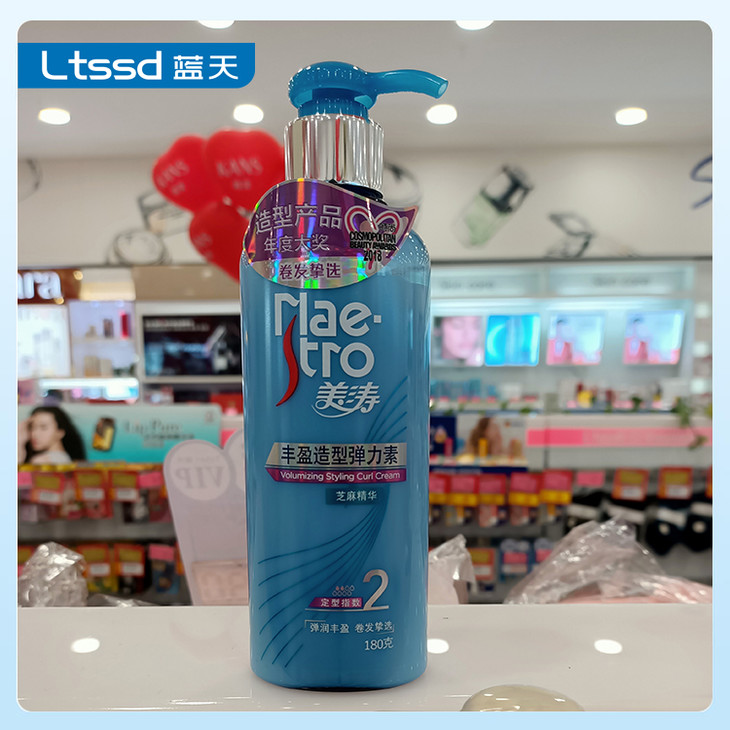 Ltssd 蓝天
造型产品
年度大奖
卷发挚选
COSMOPOLITAN
BEAUTY AWARDS
2018
Mae·
stro
美涛
丰盈造型弹力素
Volumizing Styling Curl Cream
芝麻精华
定型指数 2
「弹润丰盈 卷发挚选」
180克
VIP